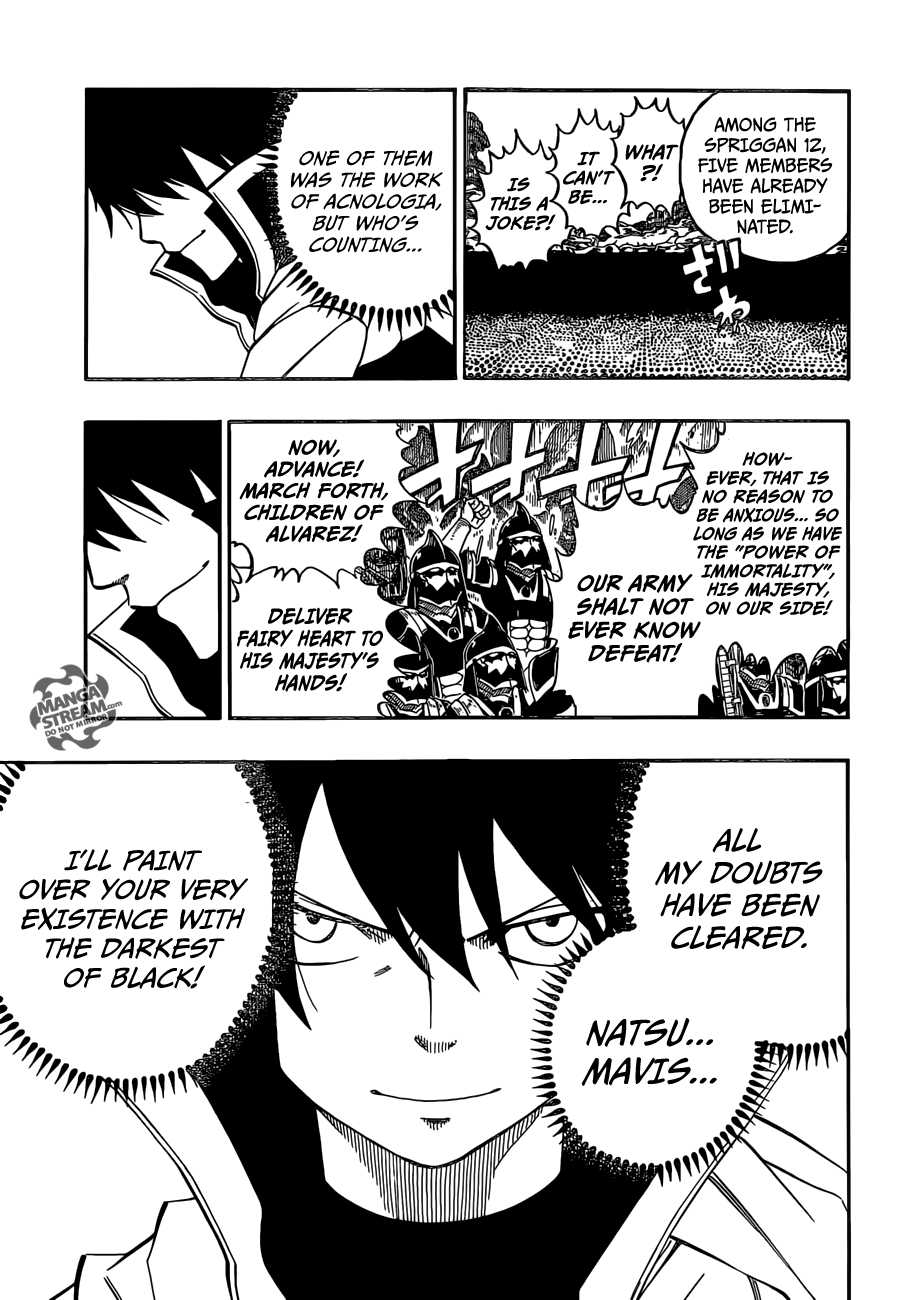 AMONG THE
SPRIGGAN 12,
FIVE MEMBERS
HAVE ALREADY
BEEN ELIMI-
NATED.
WHAT
?!
IT
CAN'T
BE...
IS
THIS A
JOKE?!
ざわ
ONE OF THEM
WAS THE WORK
OF ACNOLOGIA,
BUT WHO'S
COUNTING...
HOW-
EVER, THAT IS
NO REASON TO
BE ANXIOUS... SO
LONG AS WE HAVE
THE "POWER OF
IMMORTALITY",
HIS MAJESTY,
ON OUR SIDE!
OUR ARMY
SHALT NOT
EVER KNOW
DEFEAT!
NOW,
ADVANCE!
MARCH FORTH,
CHILDREN OF
ALVAREZ!
DELIVER
FAIRY HEART TO
HIS MAJESTY'S
HANDS!
MANGA
STREAM.com
DO NOT MIRROR
ALL
MY DOUBTS
HAVE BEEN
CLEARED.
NATSU...
MAVIS...
I'LL PAINT
OVER YOUR VERY
EXISTENCE WITH
THE DARKEST
OF BLACK!